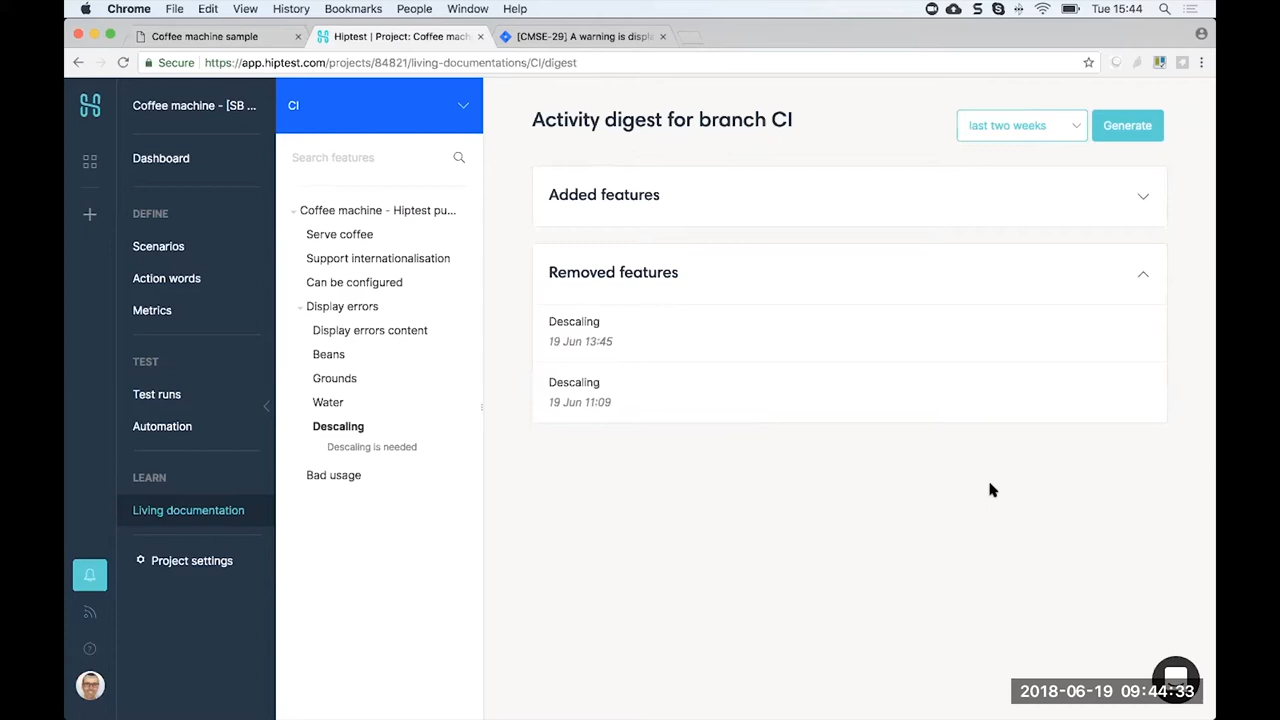 Chrome File Edit View History Bookmarks People Window Help Tue 15:44
Coffee machine sample
Hiptest | Project: Coffee mach
[CMSE-29] A warning is displa
Secure https://app.hiptest.com/projects/84821/living-documentations/CI/digest
Coffee machine - [SB ...
Dashboard
DEFINE
Scenarios
Action words
Metrics
TEST
Test runs
Automation
LEARN
Living documentation
Project settings
CI
Search features
Coffee machine - Hiptest pu...
Serve coffee
Support internationalisation
Can be configured
Display errors
Display errors content
Beans
Grounds
Water
Descaling
Descaling is needed
Bad usage
Activity digest for branch CI
last two weeks
Generate
Added features
Removed features
Descaling
19 Jun 13:45
Descaling
19 Jun 11:09
2018-06-19 09:44:33